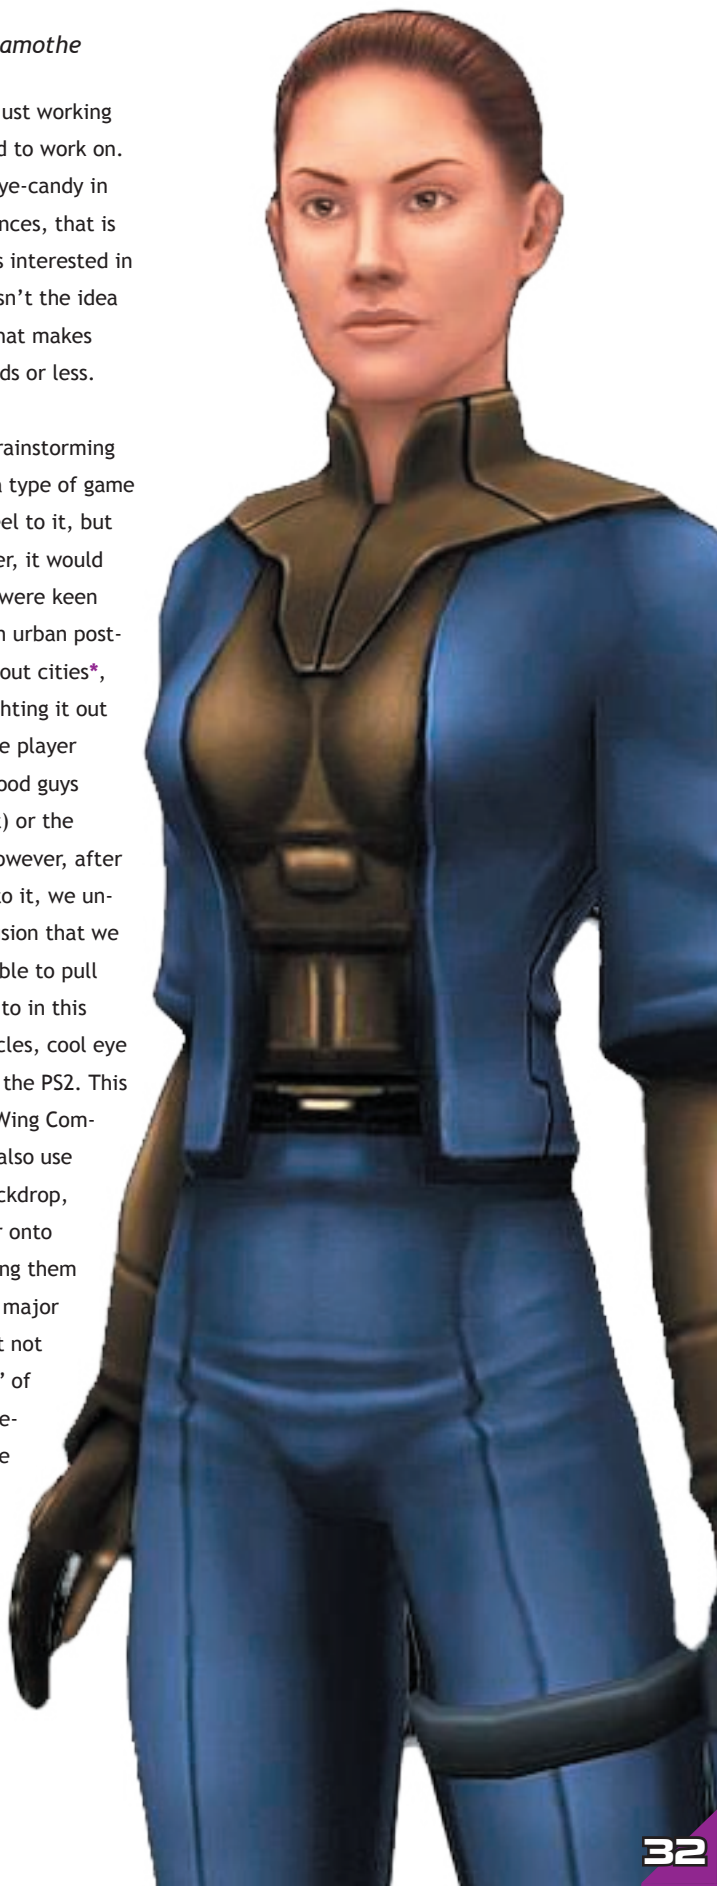 amothe
ust working
d to work on.
ye-candy in
nces, that is
s interested in
sn't the idea
hat makes
ds or less.
rainstorming
a type of game
eel to it, but
er, it would
were keen
n urban post-
out cities*,
hting it out
e player
ood guys
) or the
owever, after
to it, we un-
sion that we
ble to pull
to in this
cles, cool eye
the PS2. This
Wing Com-
also use
ckdrop,
r onto
ng them
major
t not
' of
e-
e
32